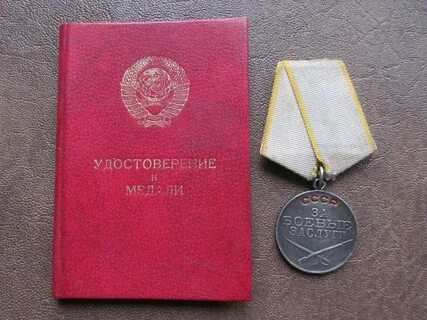 УДОСТОВЕРЕНИЕ
К
МЕДАЛИ
СССР
ЗА
БОЕВЫЕ
ЗАСЛУГИ